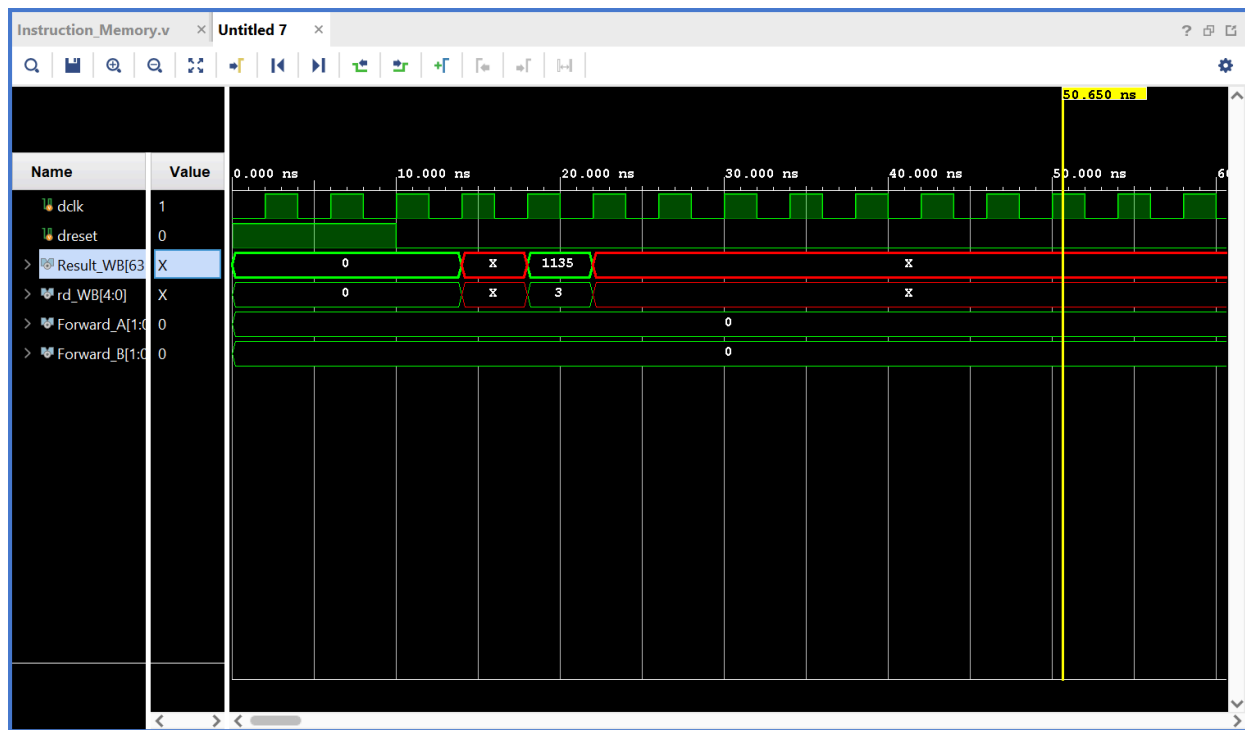 Instruction_Memory.v × Untitled 7 × ?
50.650 ns
Name Value
0.000 ns 10.000 ns 20.000 ns 30.000 ns 40.000 ns 50.000 ns 60
dclk 1
dreset 0
Result_WB[63 X 0 X 1135 X
rd_WB[4:0] X 0 X 3 X
Forward_A[1:0 0 0
Forward_B[1:0 0 0